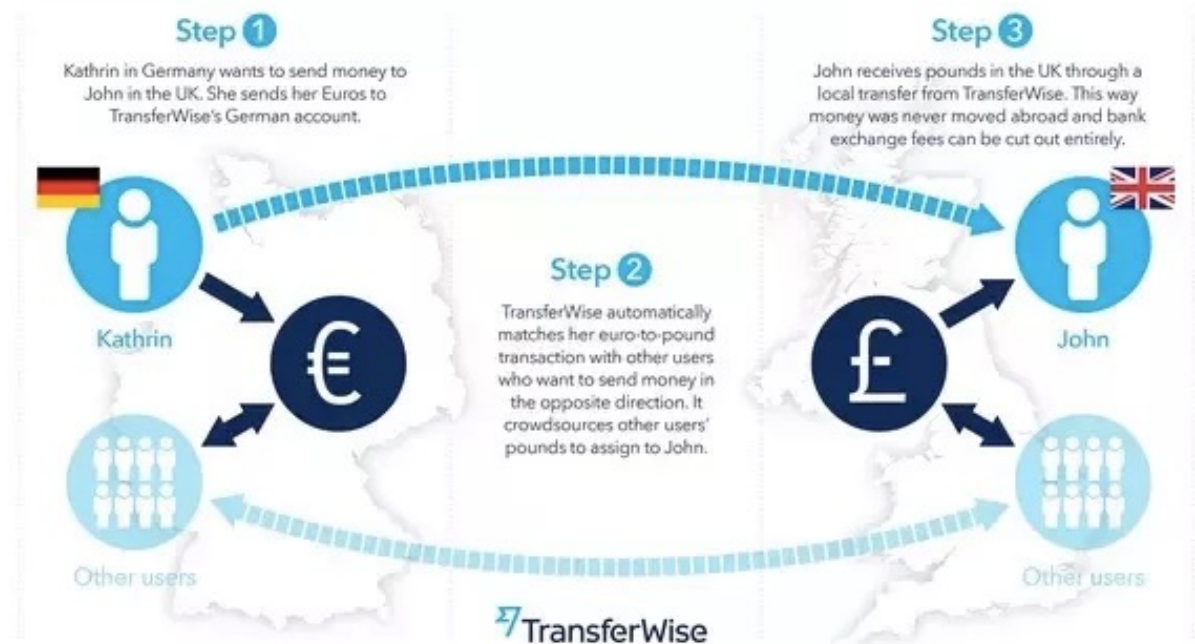 Step 1
Kathrin in Germany wants to send money to
John in the UK. She sends her Euros to
TransferWise's German account.
Kathrin
€
Other users
Step 2
TransferWise automatically
matches her euro-to-pound
transaction with other users
who want to send money in
the opposite direction. It
crowdsources other users'
pounds to assign to John.
Step 3
John receives pounds in the UK through a
local transfer from TransferWise. This way
money was never moved abroad and bank
exchange fees can be cut out entirely.
John
£
Other users
TransferWise